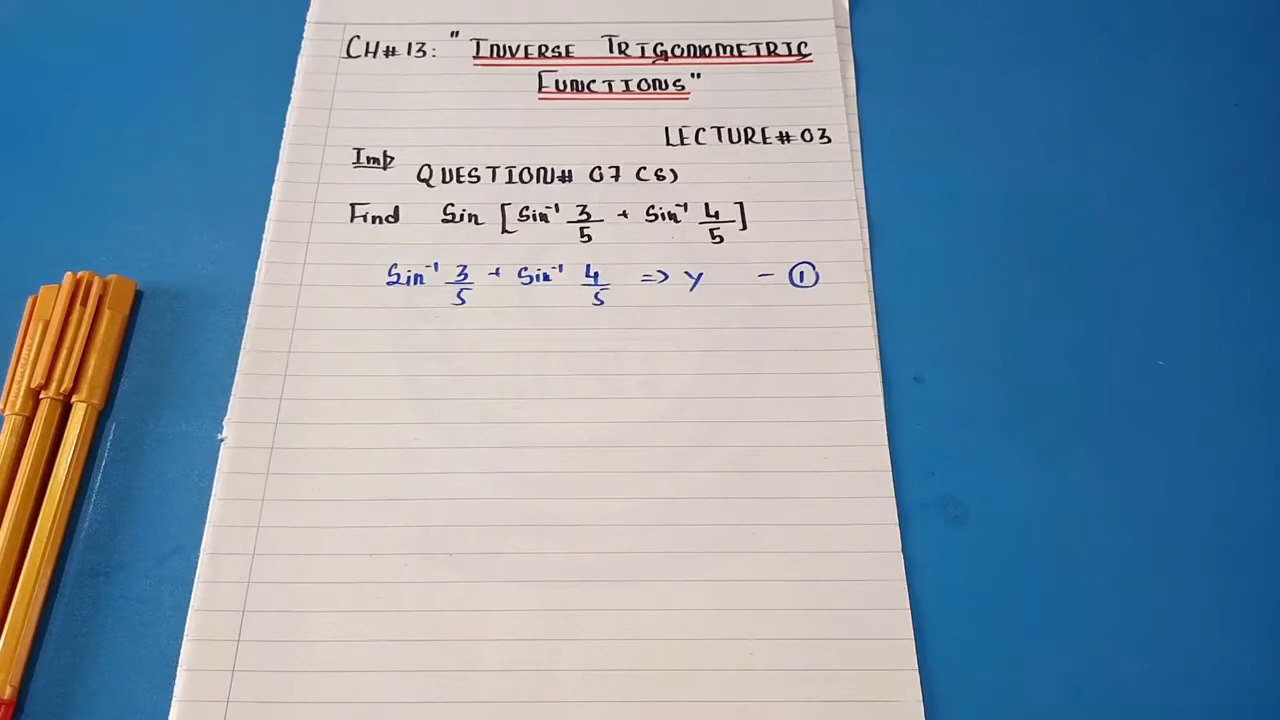 CH# 13: " INVERSE TRIGONOMETRIC
FUNCTIONS"
LECTURE# 03
Imp
QUESTION# 07 (6)
Find Sin [Sin⁻¹ 3/5 + Sin⁻¹ 4/5]
Sin⁻¹ 3/5 + Sin⁻¹ 4/5 => y - ①